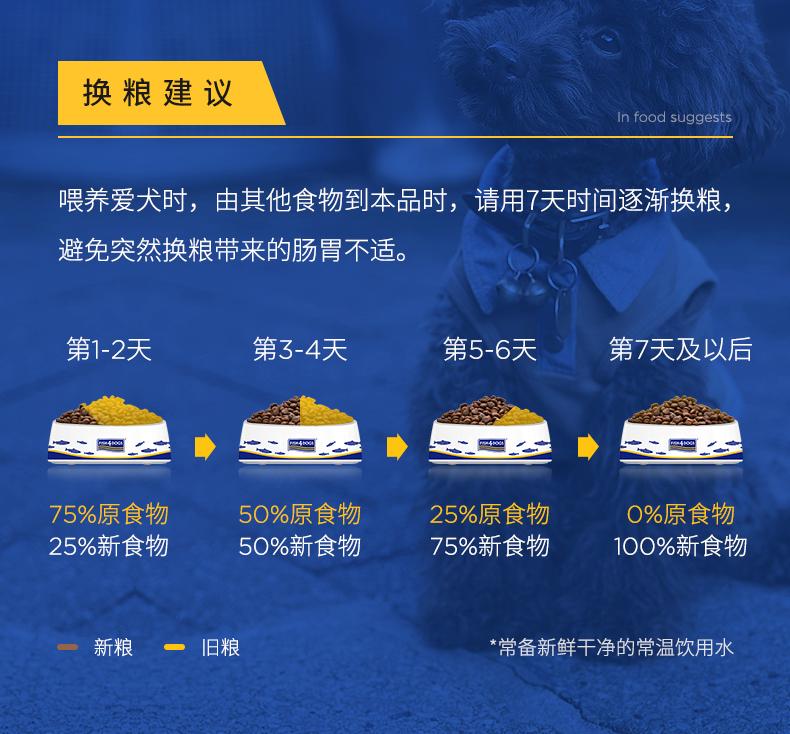 换粮建议
In food suggests
喂养爱犬时，由其他食物到本品时，请用7天时间逐渐换粮，
避免突然换粮带来的肠胃不适。
第1-2天
第3-4天
第5-6天
第7天及以后
FISH4DOGS
FISH4DOGS
FISH4DOGS
FISH4DOGS
75%原食物
25%新食物
50%原食物
50%新食物
25%原食物
75%新食物
0%原食物
100%新食物
新粮
旧粮
*常备新鲜干净的常温饮用水